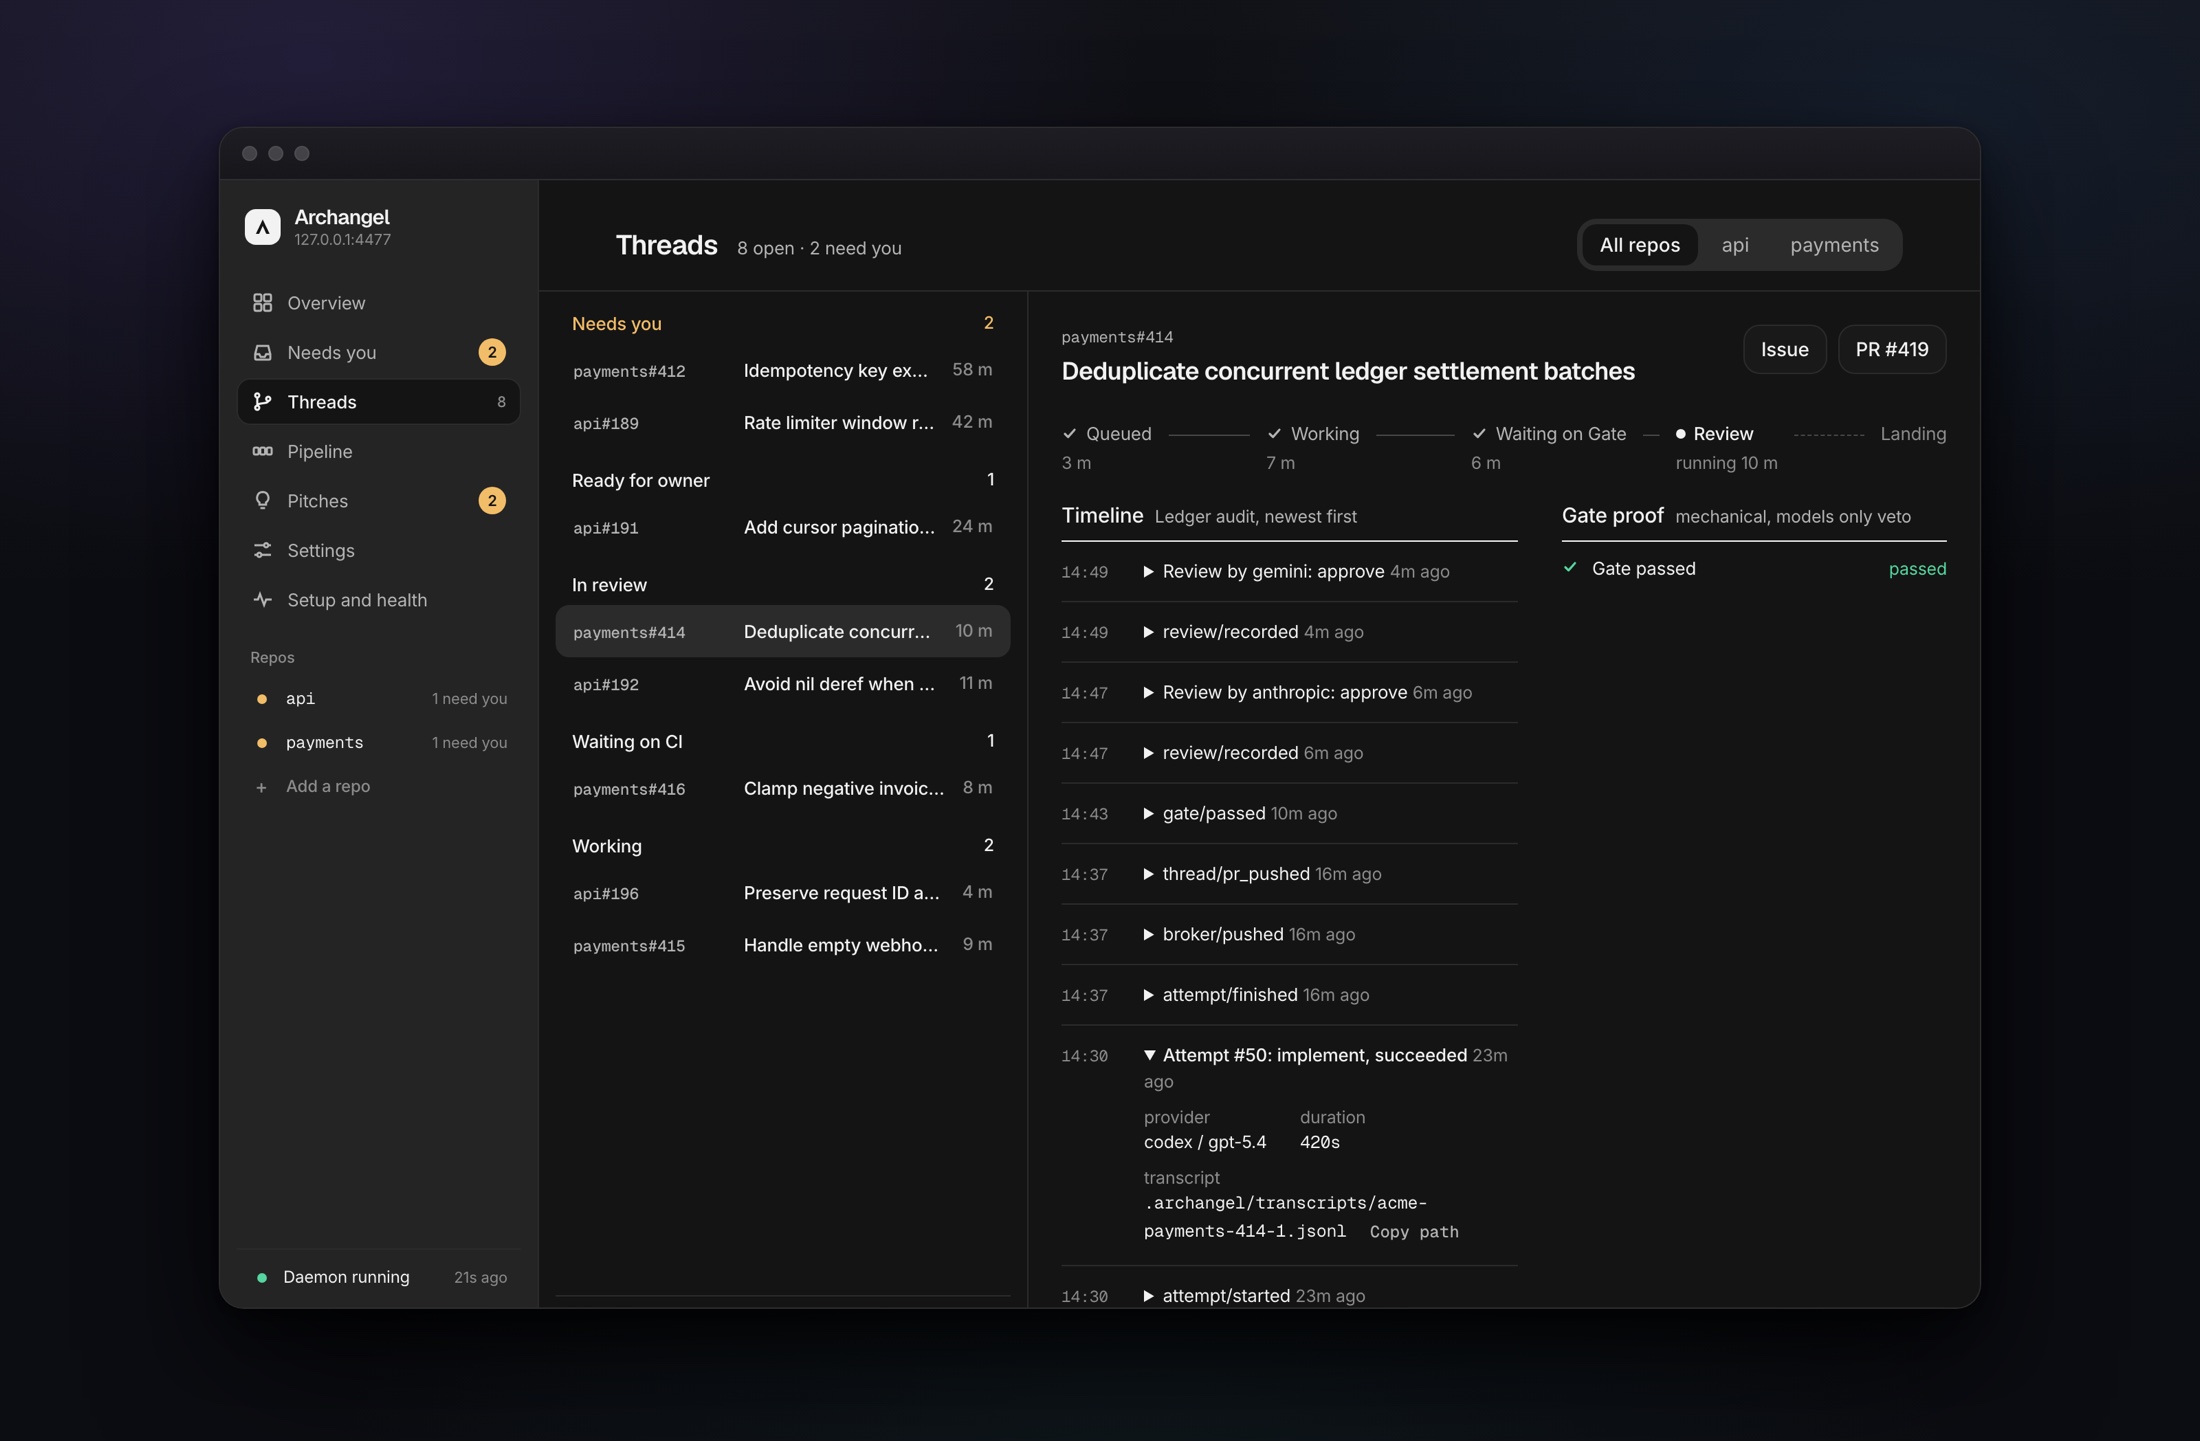 Archangel
127.0.0.1:4477
Overview
Needs you 2
Threads 8
Pipeline
Pitches 2
Settings
Setup and health
Repos
api 1 need you
payments 1 need you
+ Add a repo
Daemon running 21s ago
Threads 8 open · 2 need you
All repos api payments
Needs you 2
payments#412 Idempotency key ex... 58 m
api#189 Rate limiter window r... 42 m
Ready for owner 1
api#191 Add cursor paginatio... 24 m
In review 2
payments#414 Deduplicate concurr... 10 m
api#192 Avoid nil deref when ... 11 m
Waiting on CI 1
payments#416 Clamp negative invoic... 8 m
Working 2
api#196 Preserve request ID a... 4 m
payments#415 Handle empty webho... 9 m
payments#414
Deduplicate concurrent ledger settlement batches
Issue PR #419
Queued Working Waiting on Gate Review Landing
3 m 7 m 6 m running 10 m
Timeline Ledger audit, newest first
14:49 Review by gemini: approve 4m ago
14:49 review/recorded 4m ago
14:47 Review by anthropic: approve 6m ago
14:47 review/recorded 6m ago
14:43 gate/passed 10m ago
14:37 thread/pr_pushed 16m ago
14:37 broker/pushed 16m ago
14:37 attempt/finished 16m ago
14:30 Attempt #50: implement, succeeded 23m
ago
provider duration
codex / gpt-5.4 420s
transcript
.archangel/transcripts/acme-
payments-414-1.jsonl Copy path
14:30 attempt/started 23m ago
Gate proof mechanical, models only veto
Gate passed passed